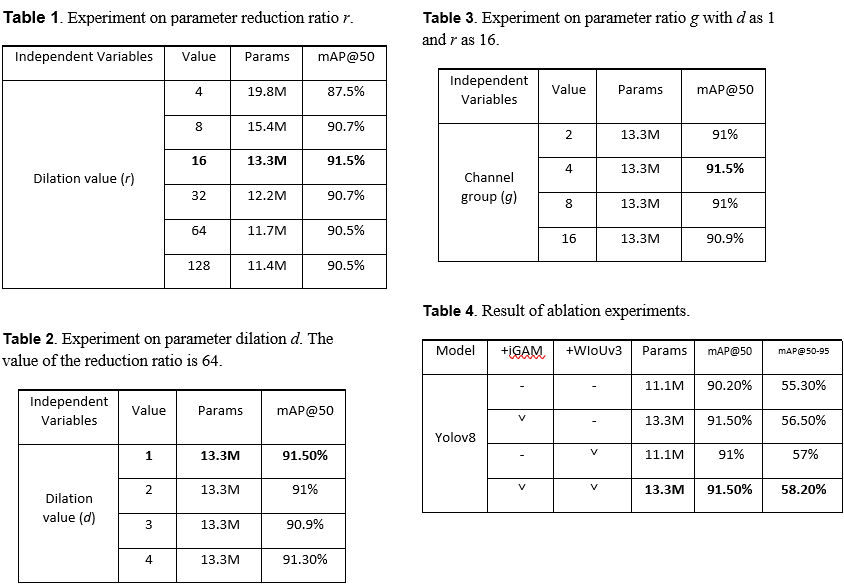 Table 1. Experiment on parameter reduction ratio r.
Independent Variables Value Params mAP@50
Dilation value (r)
4 19.8M 87.5%
8 15.4M 90.7%
16 13.3M 91.5%
32 12.2M 90.7%
64 11.7M 90.5%
128 11.4M 90.5%
Table 2. Experiment on parameter dilation d. The
value of the reduction ratio is 64.
Independent
Variables
Value Params mAP@50
Dilation
value (d)
1 13.3M 91.50%
2 13.3M 91%
3 13.3M 90.9%
4 13.3M 91.30%
Table 3. Experiment on parameter ratio g with d as 1
and r as 16.
Independent
Variables
Value Params mAP@50
Channel
group (g)
2 13.3M 91%
4 13.3M 91.5%
8 13.3M 91%
16 13.3M 90.9%
Table 4. Result of ablation experiments.
Model +iGAM +WIoUv3 Params mAP@50 mAP@50-95
Yolov8
- - 11.1M 90.20% 55.30%
v - 13.3M 91.50% 56.50%
- v 11.1M 91% 57%
v v 13.3M 91.50% 58.20%